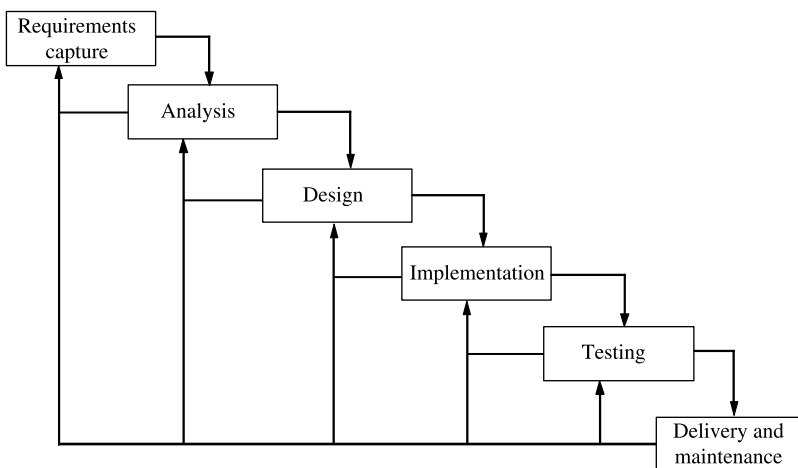 Requirements
capture
Analysis
Design
Implementation
Testing
Delivery and
maintenance